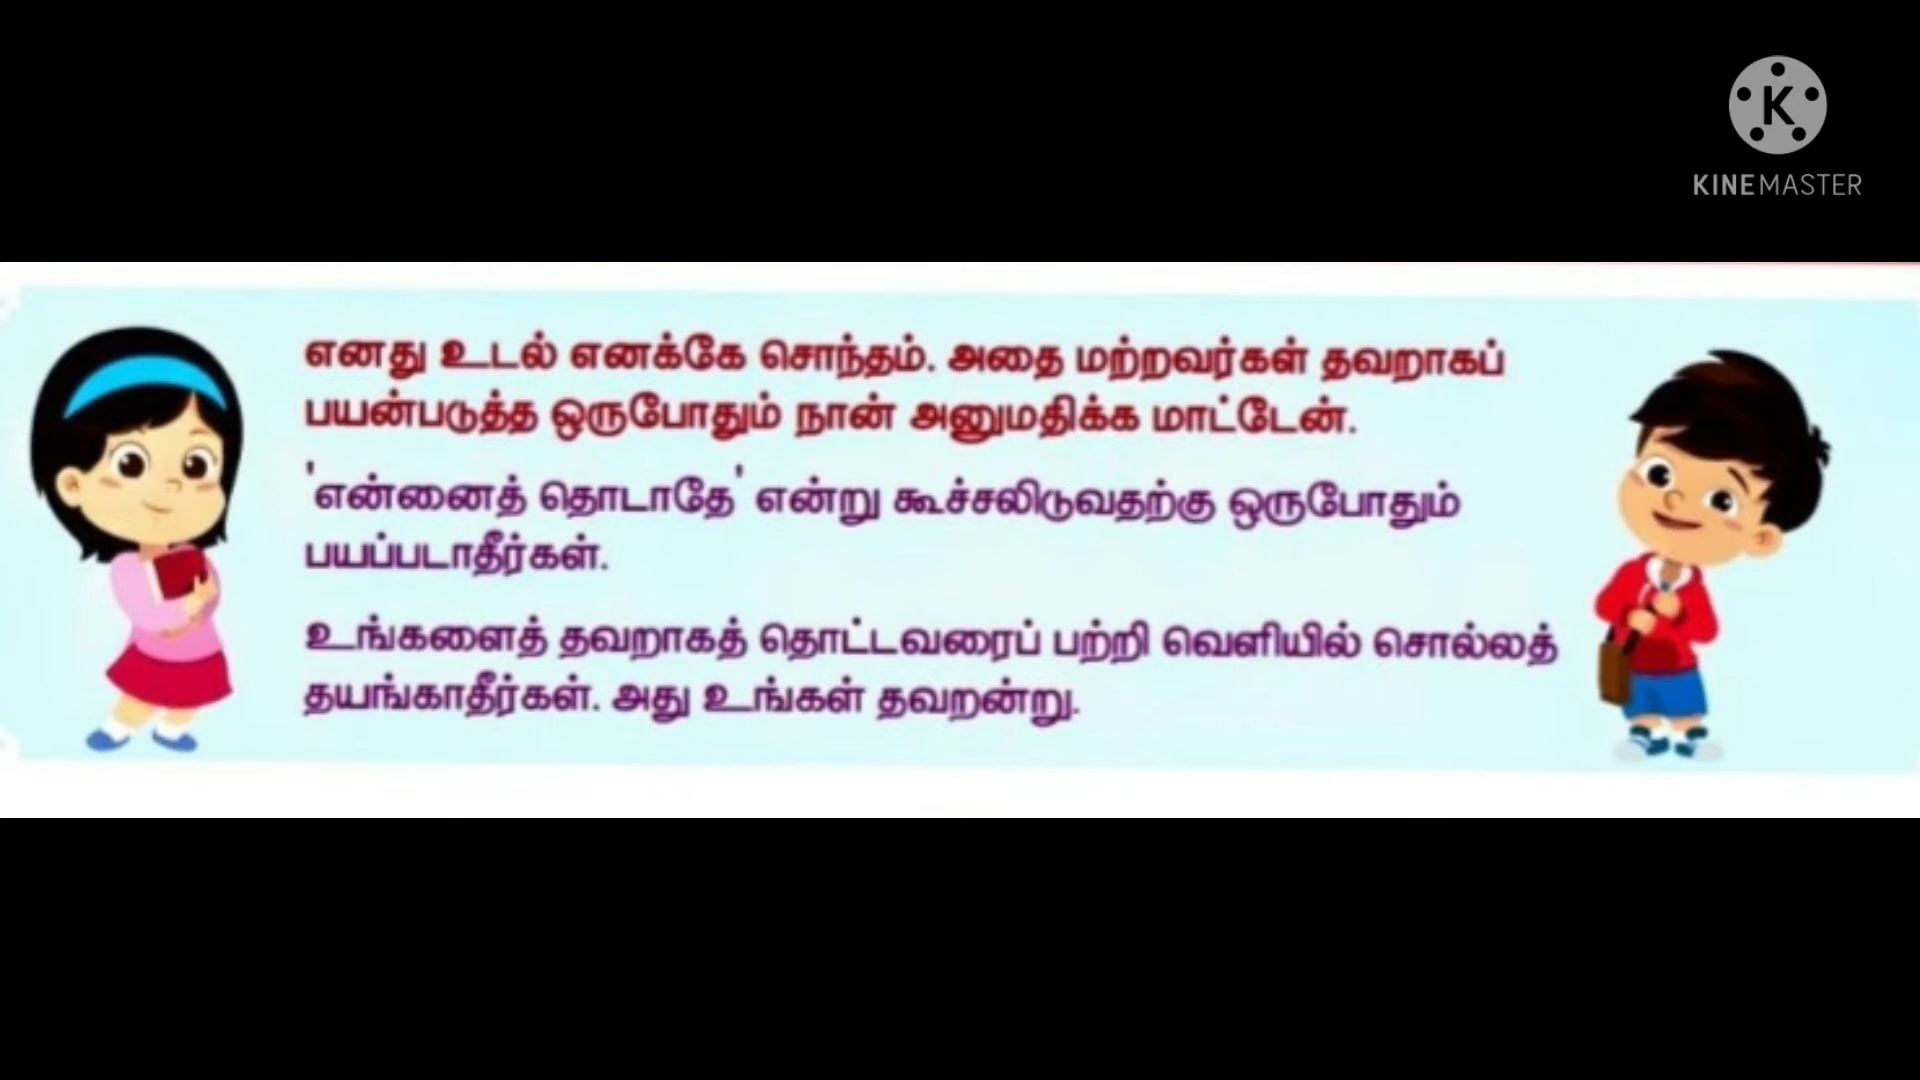 KINEMASTER
எனது உடல் எனக்கே சொந்தம். அதை மற்றவர்கள் தவறாகப்
பயன்படுத்த ஒருபோதும் நான் அனுமதிக்க மாட்டேன்.
'என்னைத் தொடாதே' என்று கூச்சலிடுவதற்கு ஒருபோதும்
பயப்படாதீர்கள்.
உங்களைத் தவறாகத் தொட்டவரைப் பற்றி வெளியில் சொல்லத்
தயங்காதீர்கள். அது உங்கள் தவறன்று.